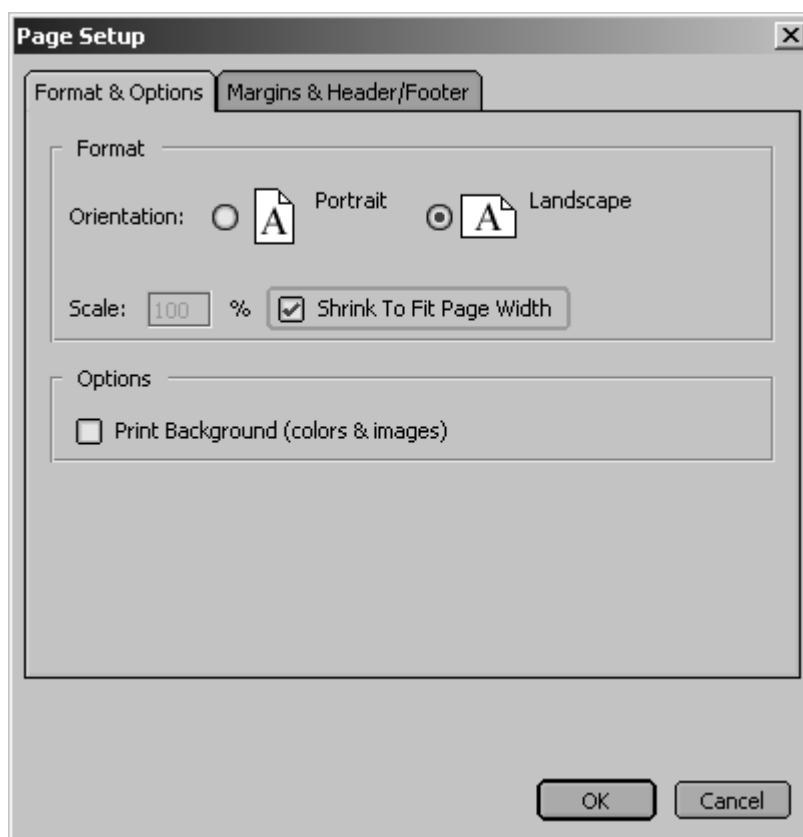 Page Setup
Format & Options Margins & Header/Footer
Format
Orientation: A Portrait A Landscape
Scale: 100 % Shrink To Fit Page Width
Options
Print Background (colors & images)
OK Cancel